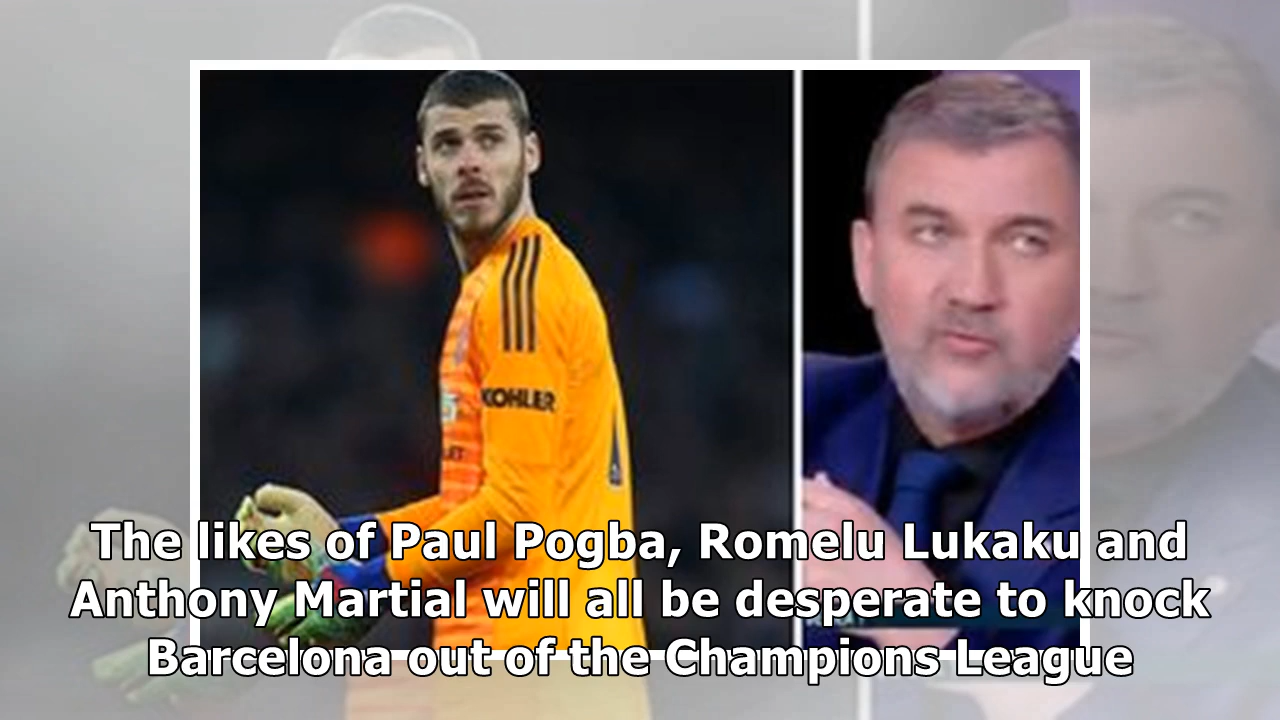 KOHLER
The likes of Paul Pogba, Romelu Lukaku and
Anthony Martial will all be desperate to knock
Barcelona out of the Champions League